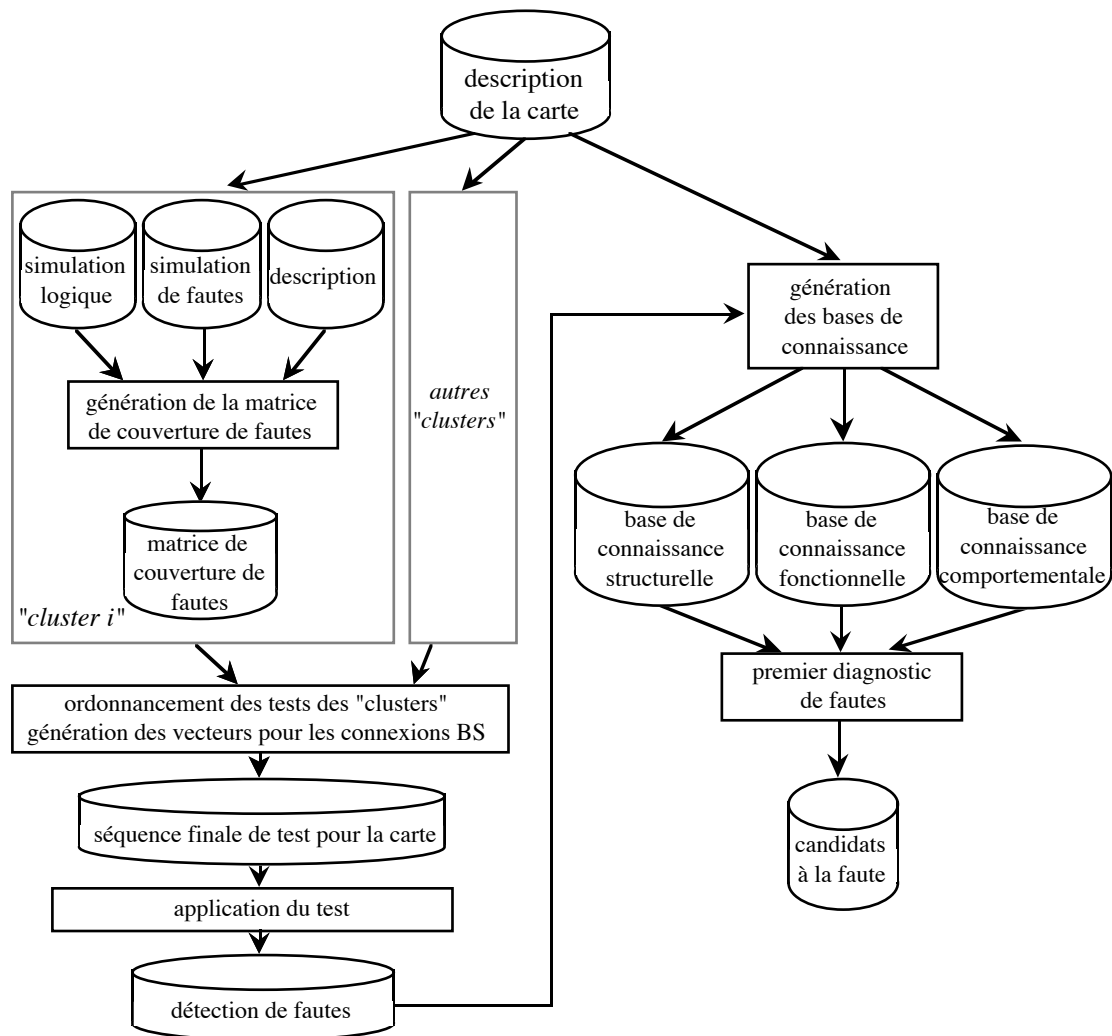 description
de la carte
simulation
logique
simulation
de fautes
description
génération de la matrice
de couverture de fautes
matrice de
couverture de
fautes
"cluster i"
autres
"clusters"
ordonnancement des tests des "clusters"
génération des vecteurs pour les connexions BS
séquence finale de test pour la carte
application du test
détection de fautes
génération
des bases de
connaissance
base de
connaissance
structurelle
base de
connaissance
fonctionnelle
base de
connaissance
comportementale
premier diagnostic
de fautes
candidats
à la faute